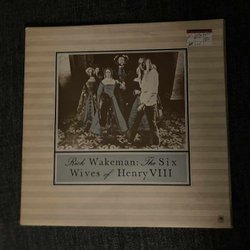 Rick Wakeman: The Six
Wives of Henry VIII